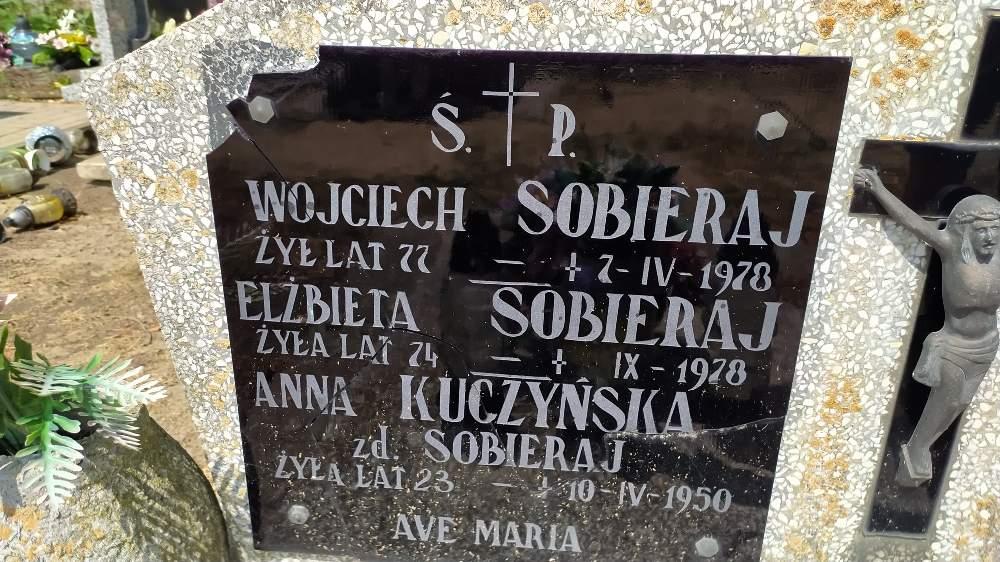 Ś. P.
WOJCIECH SOBIERAJ
ŻYŁ LAT 77 — + 7-IV-1978
ELŻBIETA SOBIERAJ
ŻYŁA LAT 74 — + IX-1978
ANNA KUCZYŃSKA
zd. SOBIERAJ
ŻYŁA LAT 23 — + 10-IV-1950
AVE MARIA